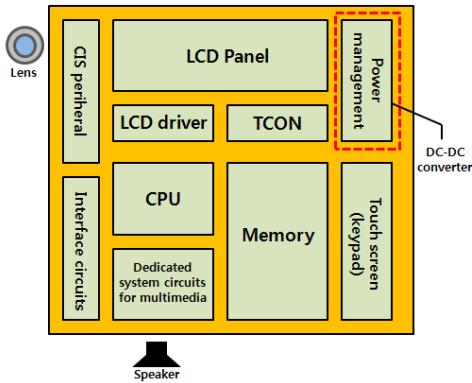 Lens
CIS periheral
LCD Panel
Power
management
LCD driver
TCON
DC-DC
converter
Interface circuits
CPU
Memory
Touch screen
(keypad)
Dedicated
system circuits
for multimedia
Speaker